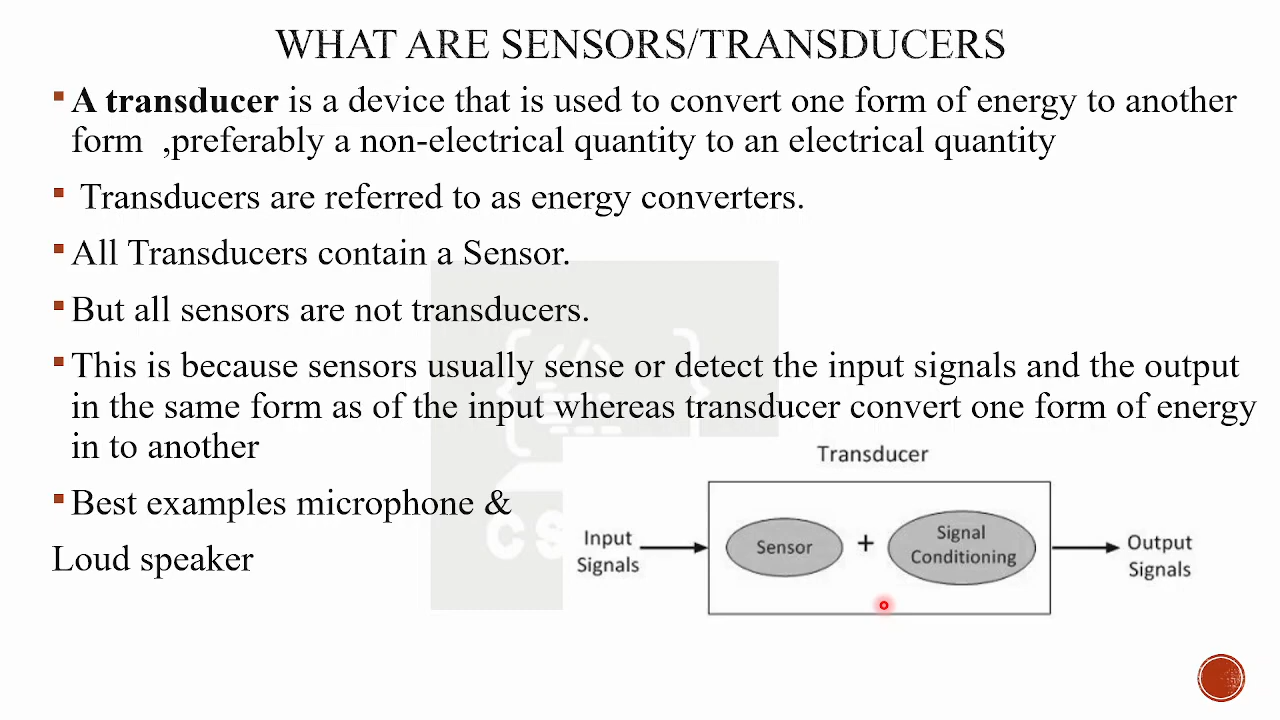 WHAT ARE SENSORS/TRANSDUCERS
A transducer is a device that is used to convert one form of energy to another
form ,preferably a non-electrical quantity to an electrical quantity
Transducers are referred to as energy converters.
All Transducers contain a Sensor.
But all sensors are not transducers.
This is because sensors usually sense or detect the input signals and the output
in the same form as of the input whereas transducer convert one form of energy
in to another
Best examples microphone &
Loud speaker
Transducer
Input
Signals
Sensor
+
Signal
Conditioning
Output
Signals
CS